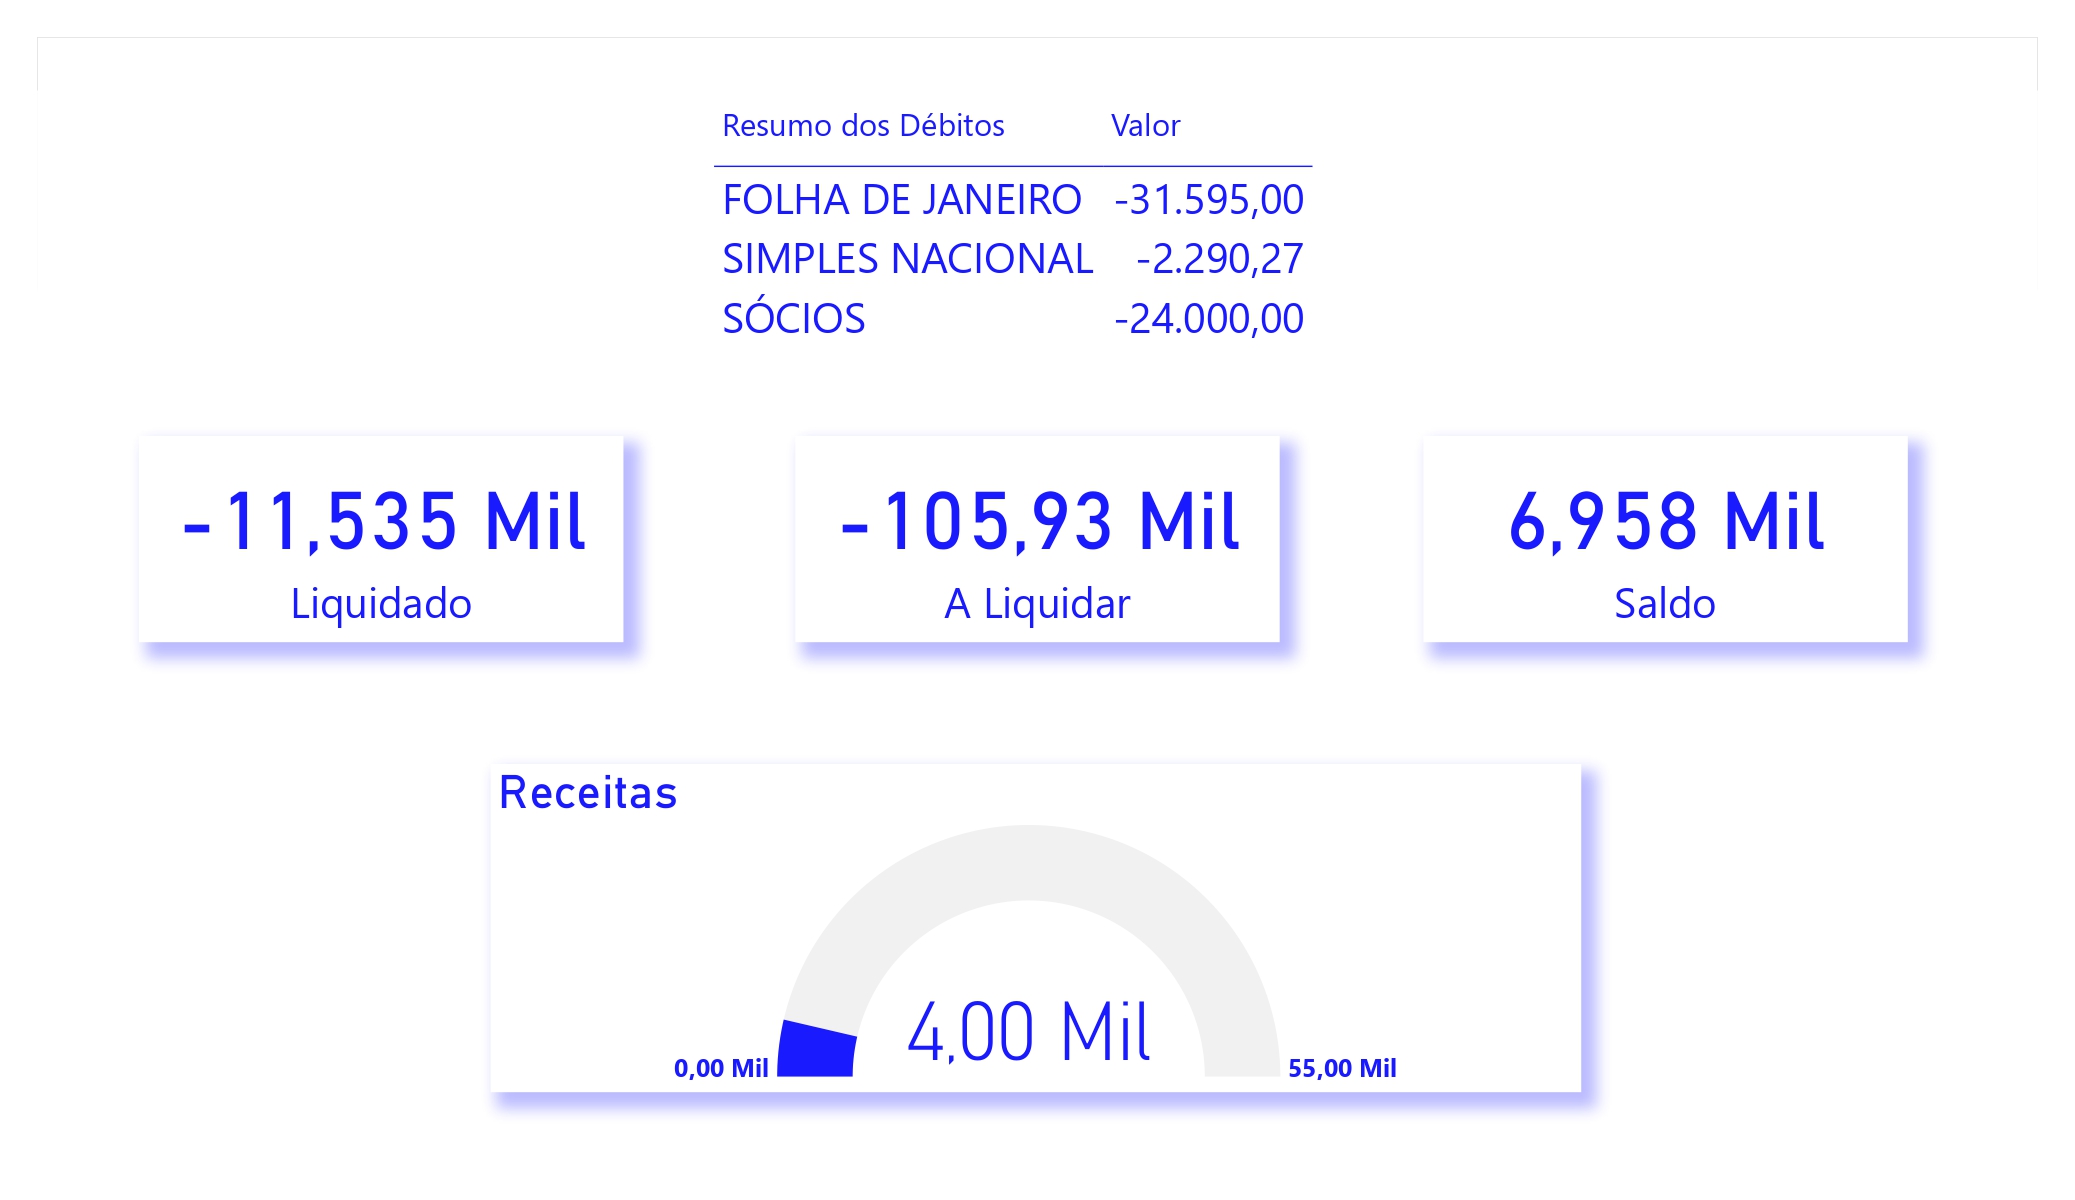 Resumo dos Débitos Valor
FOLHA DE JANEIRO -31.595,00
SIMPLES NACIONAL -2.290,27
SÓCIOS -24.000,00
-11,535 Mil
Liquidado
-105,93 Mil
A Liquidar
6,958 Mil
Saldo
Receitas
4,00 Mil
0,00 Mil
55,00 Mil